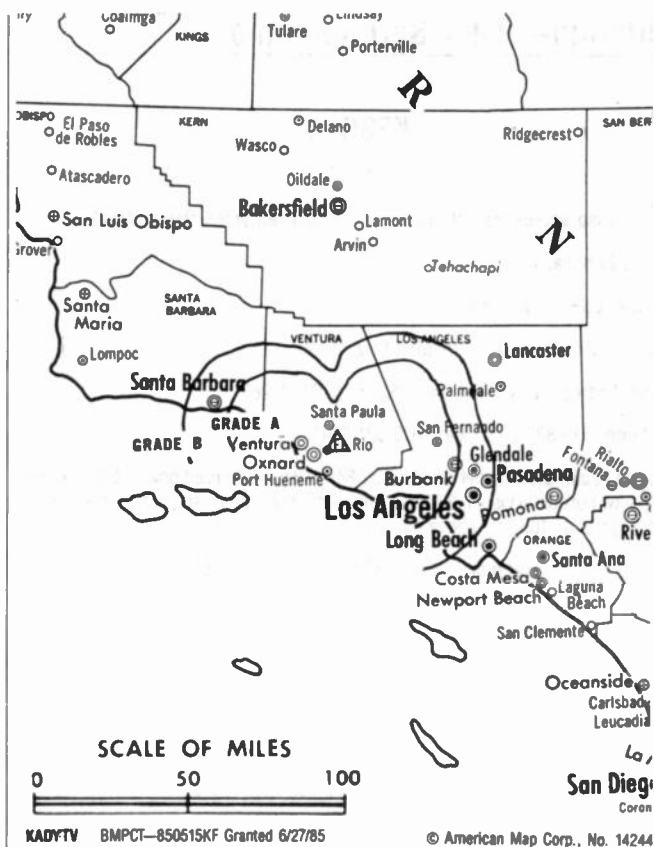 Coalinga
KINGS
Tulare
Lindsay
Porterville
R
OBISPO
El Paso
de Robles
KERN
Delano
Wasco
Ridgecrest
SAN BER
Atascadero
Oildale
Bakersfield
San Luis Obispo
Lamont
Arvin
N
Grover
Tehachapi
Santa
Maria
SANTA
BARBARA
VENTURA
LOS ANGELES
Lompoc
Lancaster
Santa Barbara
Palmdale
GRADE A
Santa Paula
San Fernando
GRADE B
Ventura
El Rio
Glendale
Rialto
Fontana
Oxnard
Port Hueneme
Burbank
Pasadena
Los Angeles
Pomona
Rive
Long Beach
ORANGE
Santa Ana
Costa Mesa
Newport Beach
Laguna
Beach
San Clemente
Oceanside
Carlsbad
Leucadia
SCALE OF MILES
La
0 50 100
San Dieg
Coron
KADY-TV BMPCT—850515KF Granted 6/27/85
© American Map Corp., No. 14244